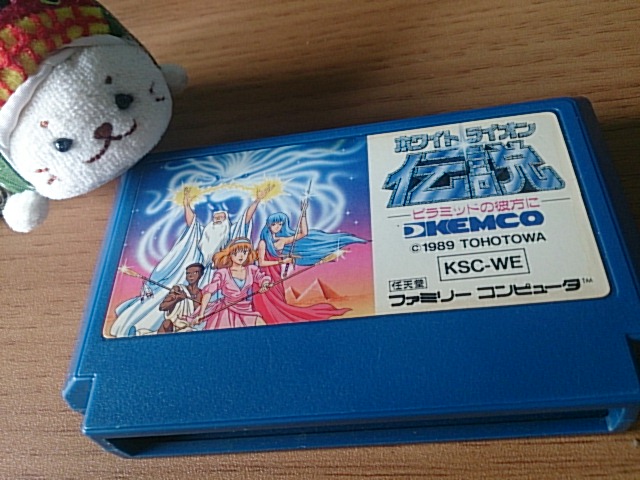 ホワイトライオン
伝説
ピラミッドの彼方に
KEMCO
©1989 TOHOTOWA
KSC-WE
任天堂
ファミリー コンピュータ™